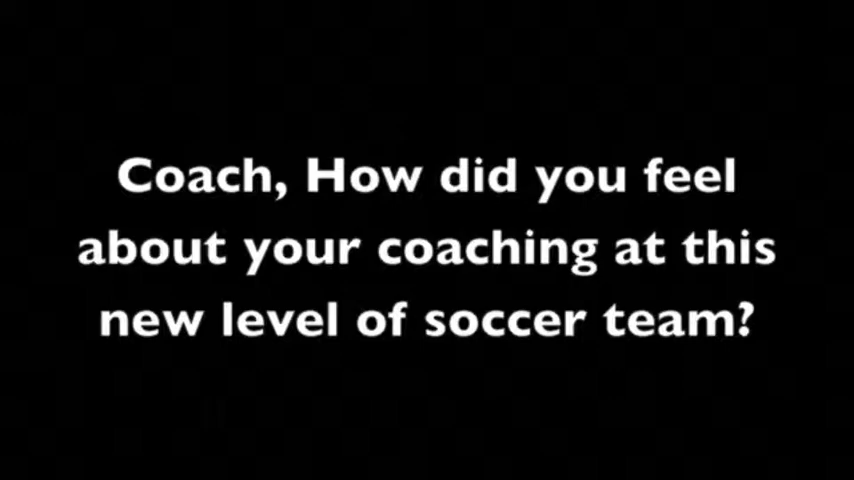 Coach, How did you feel
about your coaching at this
new level of soccer team?